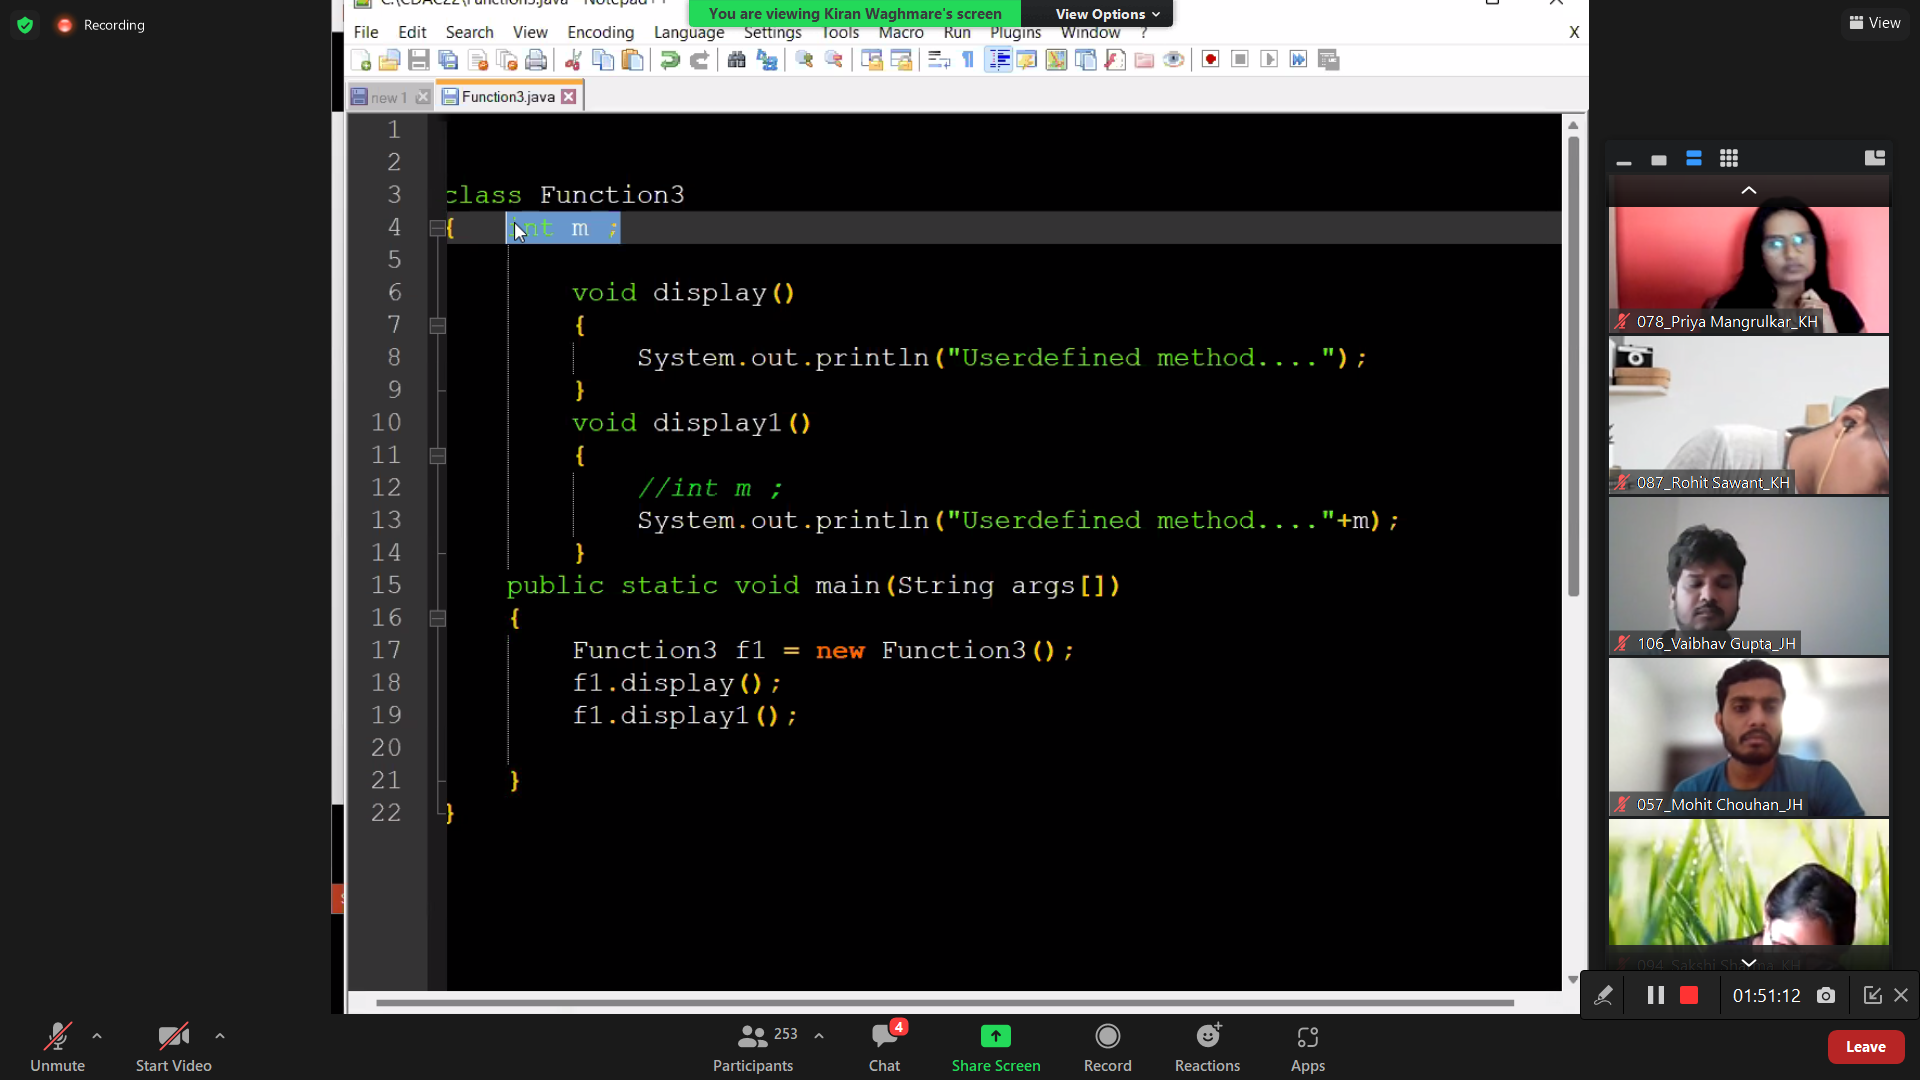 Recording
C:\CDAC22\Function3.java - Notepad++
You are viewing Kiran Waghmare's screen
View Options
View
File Edit Search View Encoding Language Settings Tools Macro Run Plugins Window ? X
new 1
Function3.java
1
2
3 class Function3
4 { int m ;
5
6 void display()
7 {
8 System.out.println("Userdefined method....");
9 }
10 void display1()
11 {
12 //int m ;
13 System.out.println("Userdefined method...."+m);
14 }
15 public static void main(String args[])
16 {
17 Function3 f1 = new Function3();
18 f1.display();
19 f1.display1();
20
21 }
22 }
078_Priya Mangrulkar_KH
087_Rohit Sawant_KH
106_Vaibhav Gupta_JH
057_Mohit Chouhan_JH
094_Sakshi Sharma_KH
01:51:12
Unmute
Start Video
253
Participants
4
Chat
Share Screen
Record
Reactions
Apps
Leave